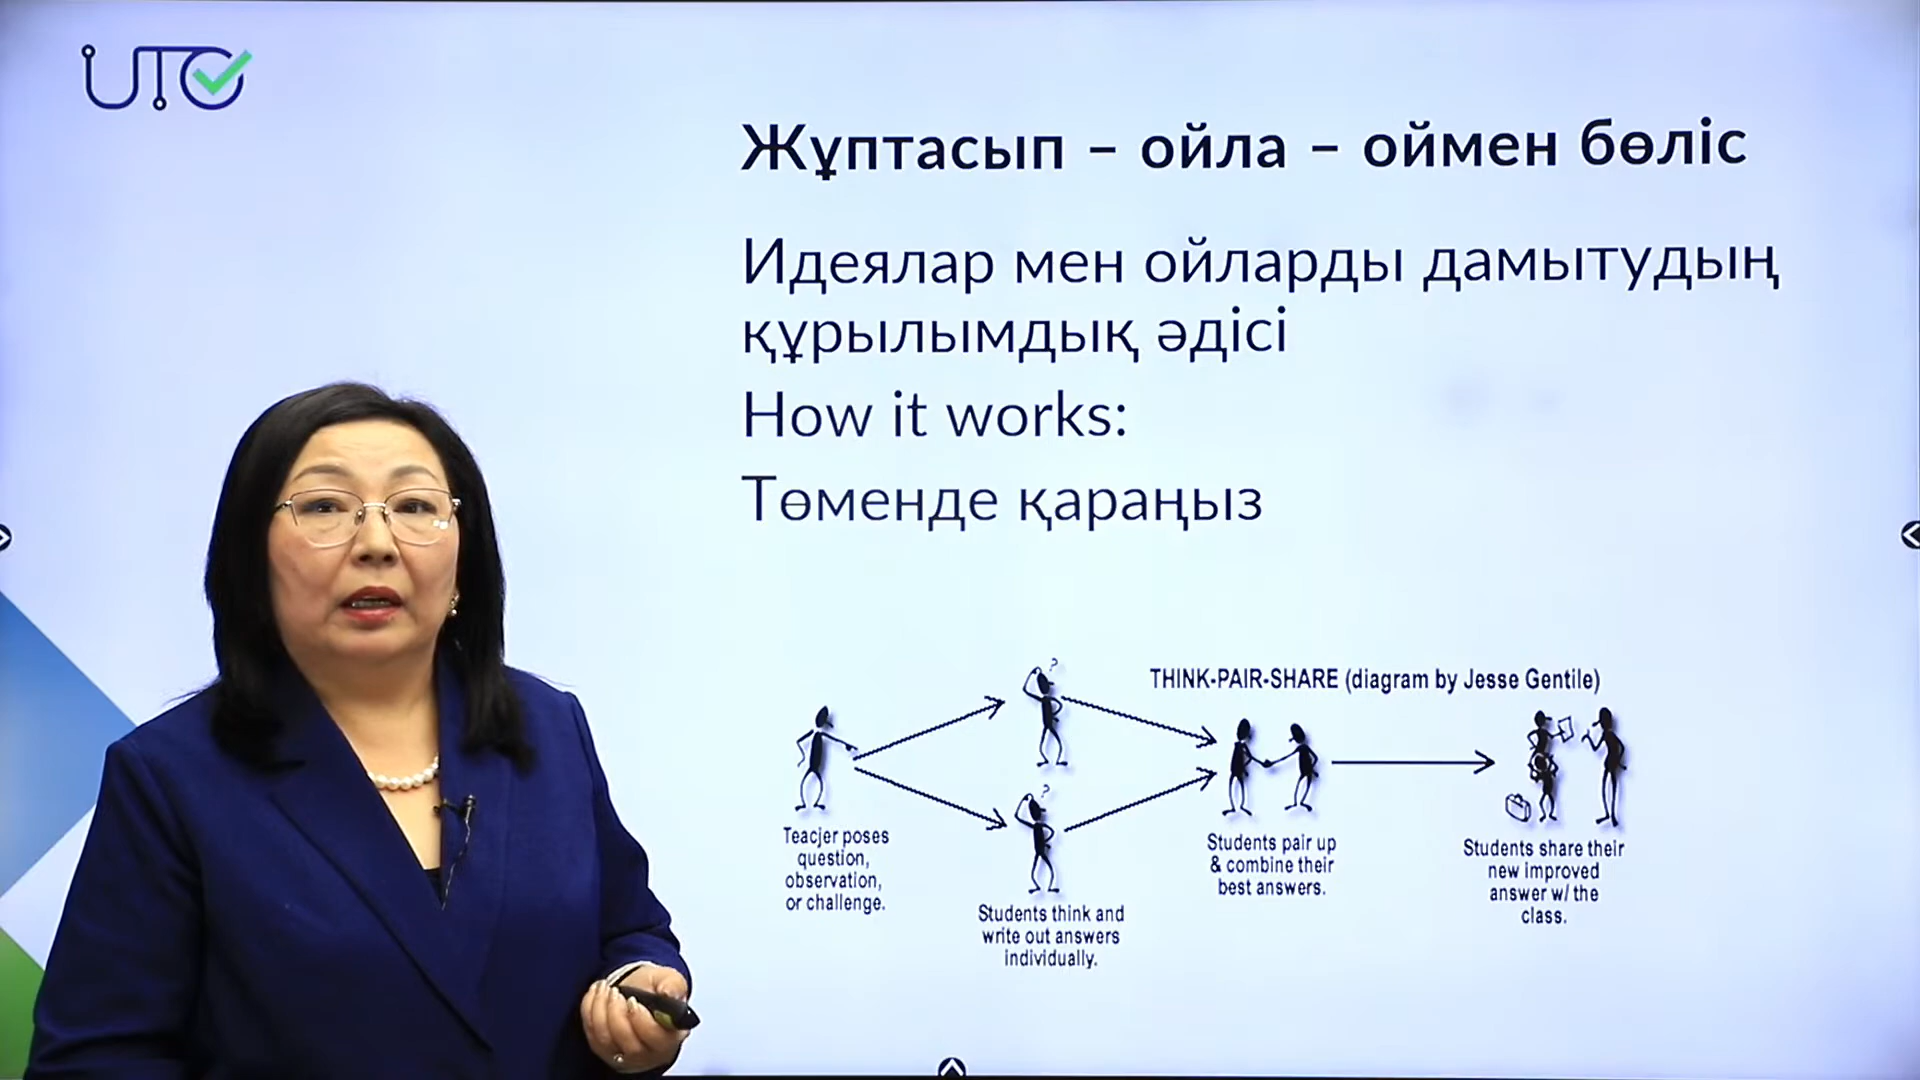 UTO
Жұптасып – ойла – оймен бөліс
Идеялар мен ойларды дамытудың
құрылымдық әдісі
How it works:
Төменде қараңыз
THINK-PAIR-SHARE (diagram by Jesse Gentile)
?
?
Teacjer poses
question,
observation,
or challenge.
Students think and
write out answers
individually.
Students pair up
& combine their
best answers.
Students share their
new improved
answer w/ the
class.